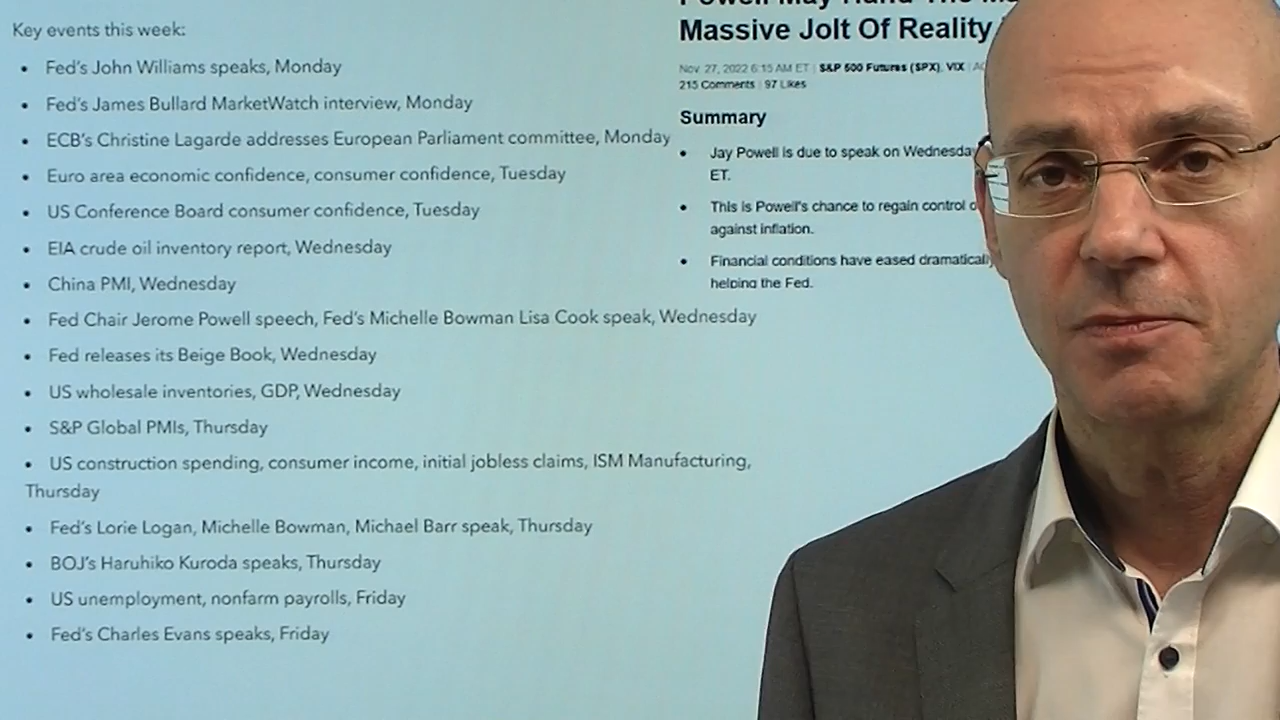 Key events this week:
• Fed's John Williams speaks, Monday
• Fed's James Bullard MarketWatch interview, Monday
• ECB's Christine Lagarde addresses European Parliament committee, Monday
• Euro area economic confidence, consumer confidence, Tuesday
• US Conference Board consumer confidence, Tuesday
• EIA crude oil inventory report, Wednesday
• China PMI, Wednesday
• Fed Chair Jerome Powell speech, Fed's Michelle Bowman Lisa Cook speak, Wednesday
• Fed releases its Beige Book, Wednesday
• US wholesale inventories, GDP, Wednesday
• S&P Global PMIs, Thursday
• US construction spending, consumer income, initial jobless claims, ISM Manufacturing,
Thursday
• Fed's Lorie Logan, Michelle Bowman, Michael Barr speak, Thursday
• BOJ's Haruhiko Kuroda speaks, Thursday
• US unemployment, nonfarm payrolls, Friday
• Fed's Charles Evans speaks, Friday
Powell May Hand The
Massive Jolt Of Reality
Nov. 27, 2022 6:15 AM ET | S&P 500 Futures (SPX), VIX
215 Comments | 97 Likes
Summary
• Jay Powell is due to speak on
ET.
• This is Powell's chance to regain control
against inflation.
• Financial conditions have eased
helping the Fed.